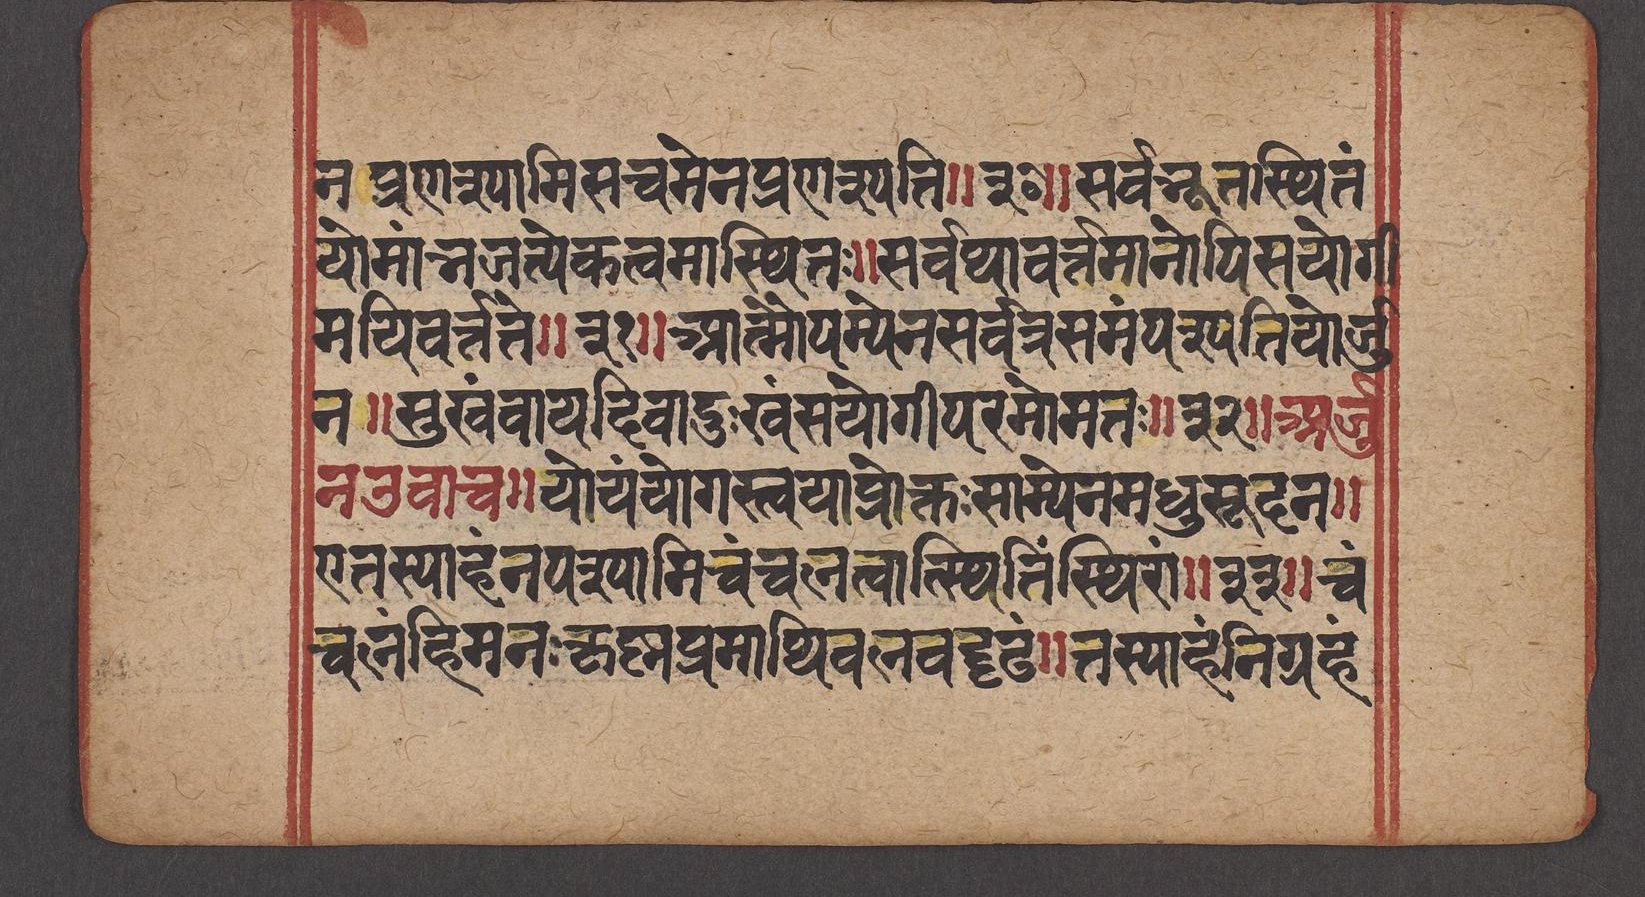 न प्रणश्यामिसचमेनप्रणश्यति॥३०॥सर्वभूतस्थितं
योमांभजत्येकत्वमास्थितः॥सर्वथावर्त्तमानोपिसयोगी
मयिवर्त्तते॥३१॥आत्मौपम्येनसर्वत्रसमंपश्यतियोर्जु
न॥सुखंवायदिवादुःखंसयोगीपरमोमतः॥३२॥अर्जु
नउवाच॥योयंयोगस्त्वयाप्रोक्तःसाम्येनमधुसूदन॥
एतस्याहंनपश्यामिचंचलत्वात्स्थितिंस्थिरां॥३३॥चं
चलंहिमनःकृष्णप्रमाथिबलवद्दृढं॥तस्याहंनिग्रहं